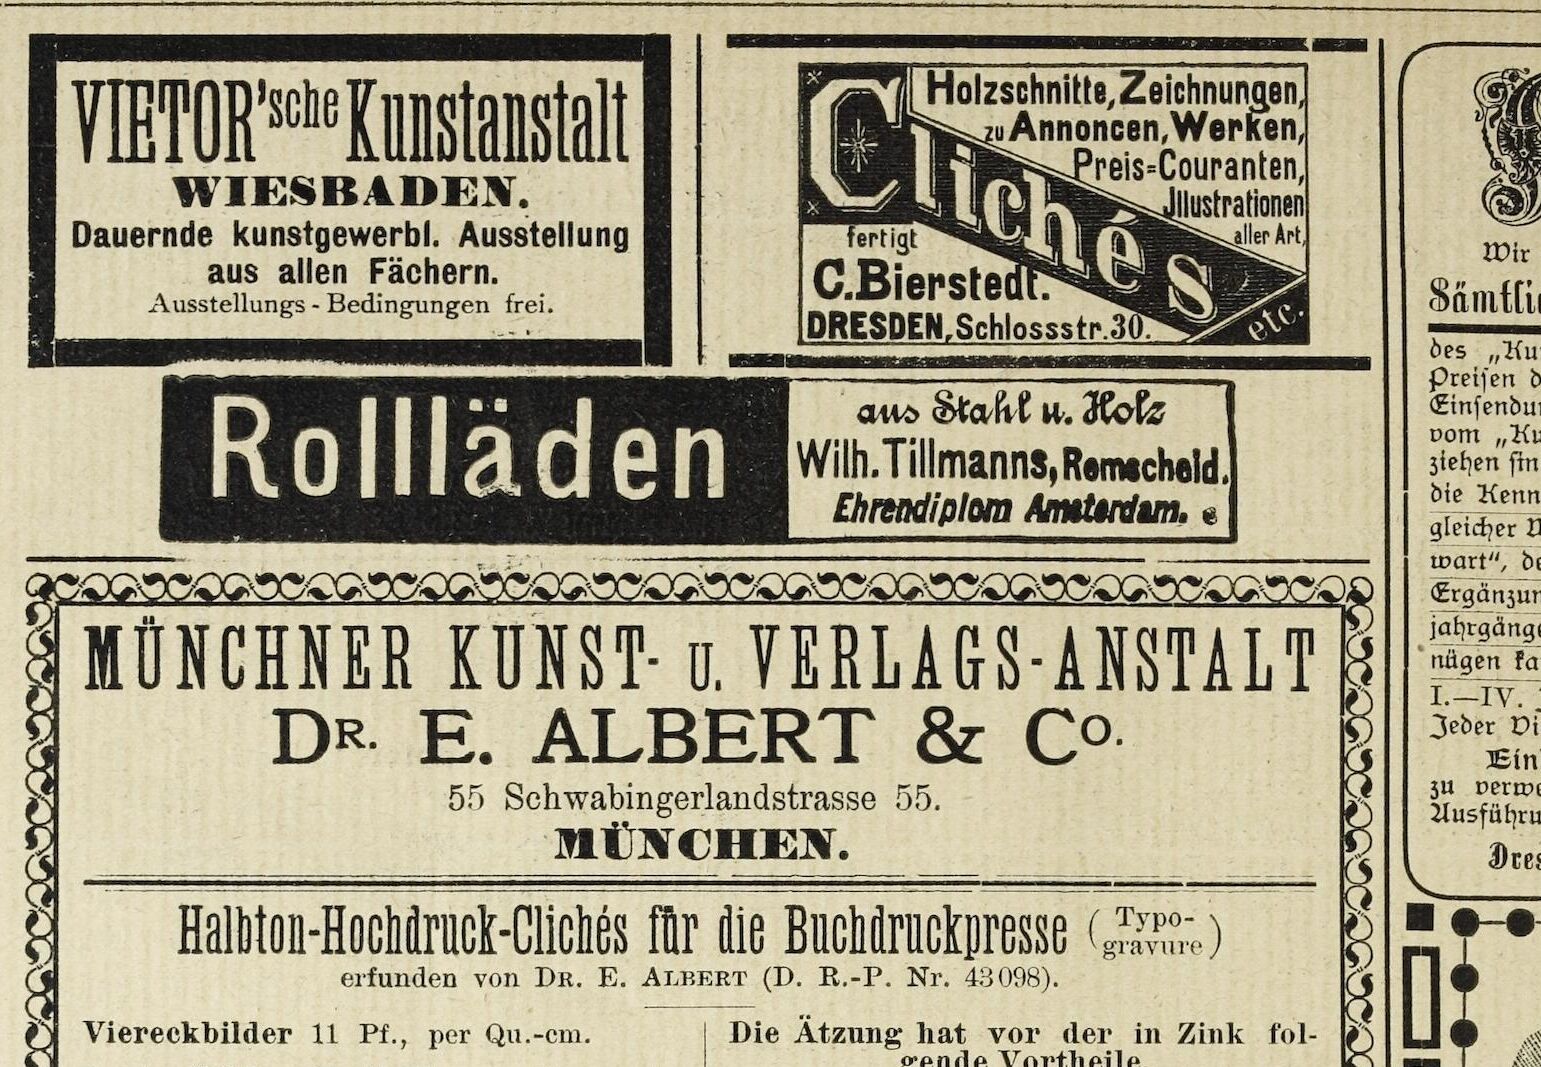 VIETOR'sche Kunstanstalt
WIESBADEN.
Dauernde kunstgewerbl. Ausstellung
aus allen Fächern.
Ausstellungs-Bedingungen frei.
Clichés
Holzschnitte, Zeichnungen,
zu Annoncen, Werken,
Preis-Couranten,
Jllustrationen
aller Art,
etc.
fertigt
C. Bierstedt.
DRESDEN, Schlossstr. 30.
Rollläden
aus Stahl u. Holz
Wilh. Tillmanns, Remscheid.
Ehrendiplom Amsterdam.
MÜNCHNER KUNST- U. VERLAGS-ANSTALT
DR. E. ALBERT & Co.
55 Schwabingerlandstrasse 55.
MÜNCHEN.
Halbton-Hochdruck-Clichés für die Buchdruckpresse (Typo-
gravure)
erfunden von DR. E. ALBERT (D. R.-P. Nr. 43098).
Viereckbilder 11 Pf., per Qu.-cm.
Die Ätzung hat vor der in Zink fol-
gende Vortheile
Wir
des „Ku
Preisen d
Einsendu
vom „Ku
ziehen sin
die Kenn
gleicher
wart", de
Ergänzun
jahrgänge
nügen ka
I.—IV.
Jeder
Ein
zu verwe
Ausführu
Dres